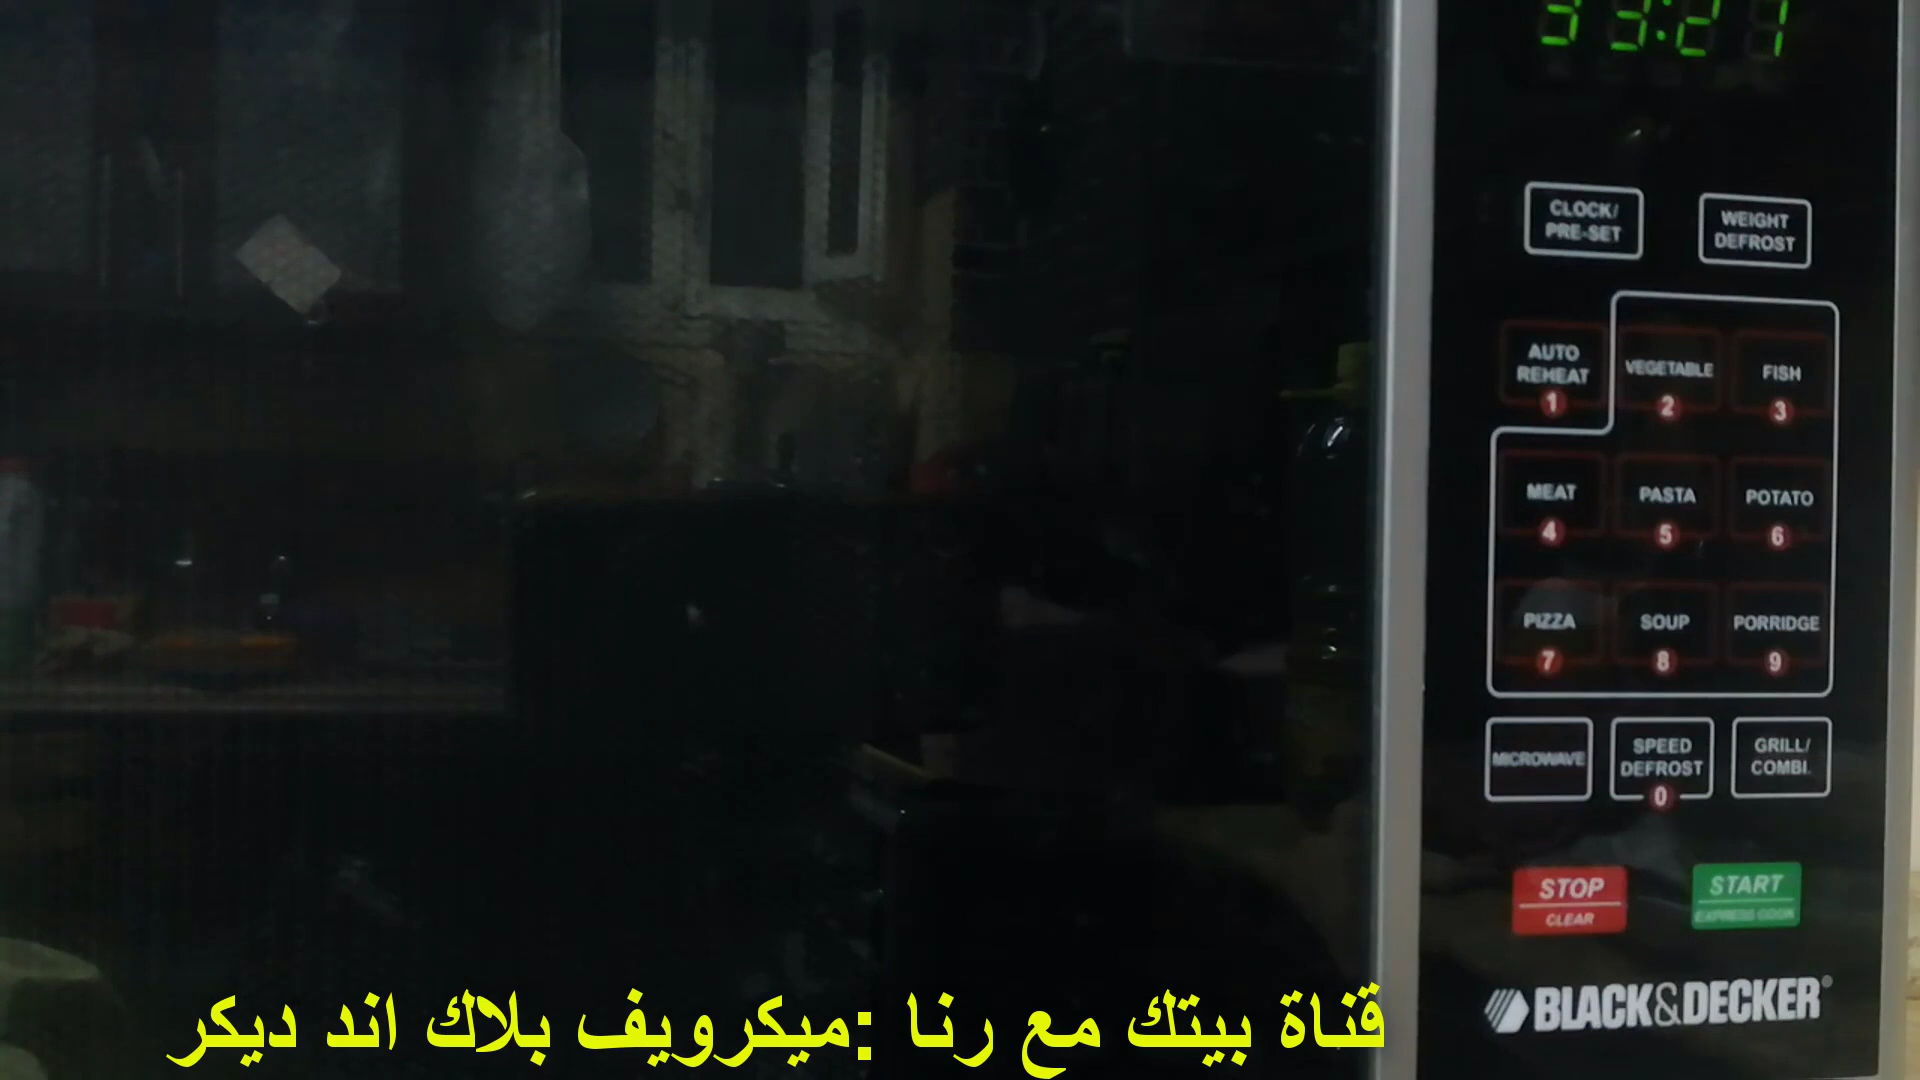 CLOCK/
PRE-SET
WEIGHT
DEFROST
AUTO
REHEAT
1
VEGETABLE
2
FISH
3
MEAT
4
PASTA
5
POTATO
6
PIZZA
7
SOUP
8
PORRIDGE
9
MICROWAVE
SPEED
DEFROST
0
GRILL/
COMBI.
STOP
CLEAR
START
EXPRESS COOK
BLACK&DECKER®
قناة بيتك مع رنا :ميكرويف بلاك اند ديكر